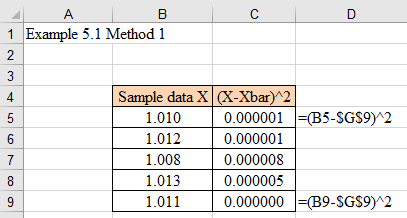 A B C D
1 Example 5.1 Method 1
2
3
4 Sample data X (X-Xbar)^2
5 1.010 0.000001 =(B5-$G$9)^2
6 1.012 0.000001
7 1.008 0.000008
8 1.013 0.000005
9 1.011 0.000000 =(B9-$G$9)^2